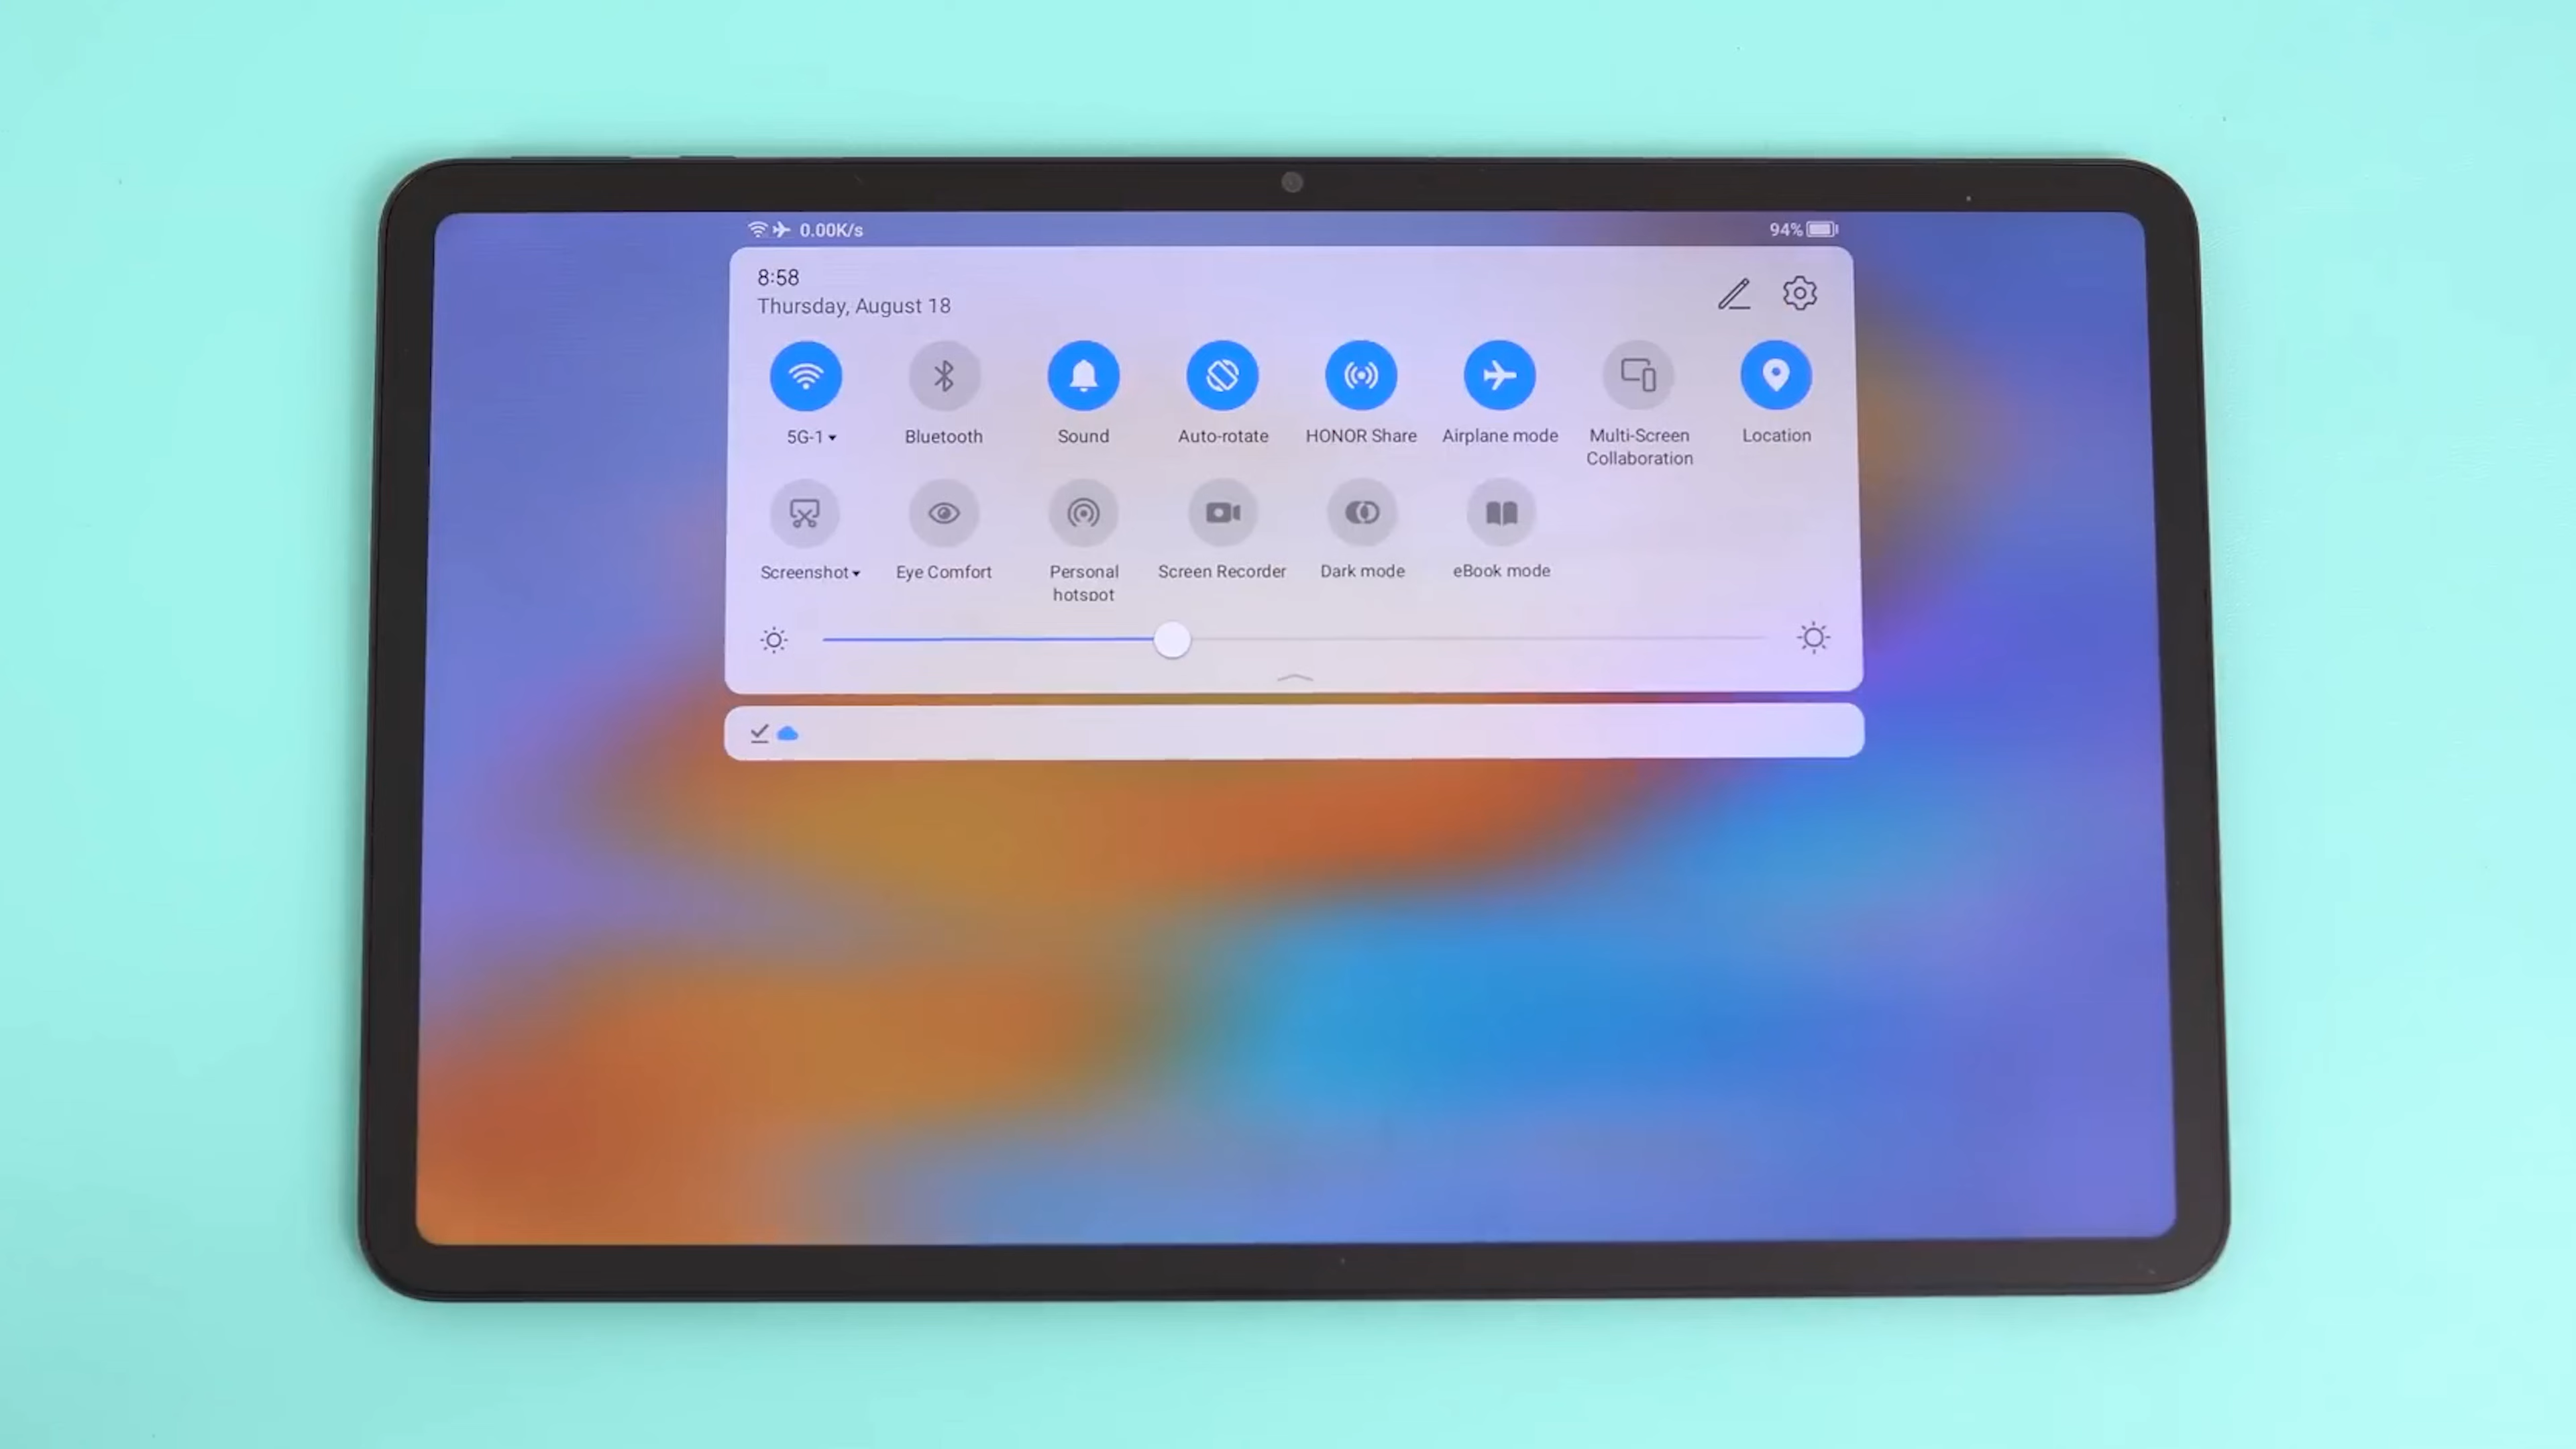 0.00K/s 94%
8:58
Thursday, August 18
5G-1 Bluetooth Sound Auto-rotate HONOR Share Airplane mode Multi-Screen Location
Collaboration
Screenshot Eye Comfort Personal Screen Recorder Dark mode eBook mode
hotspot